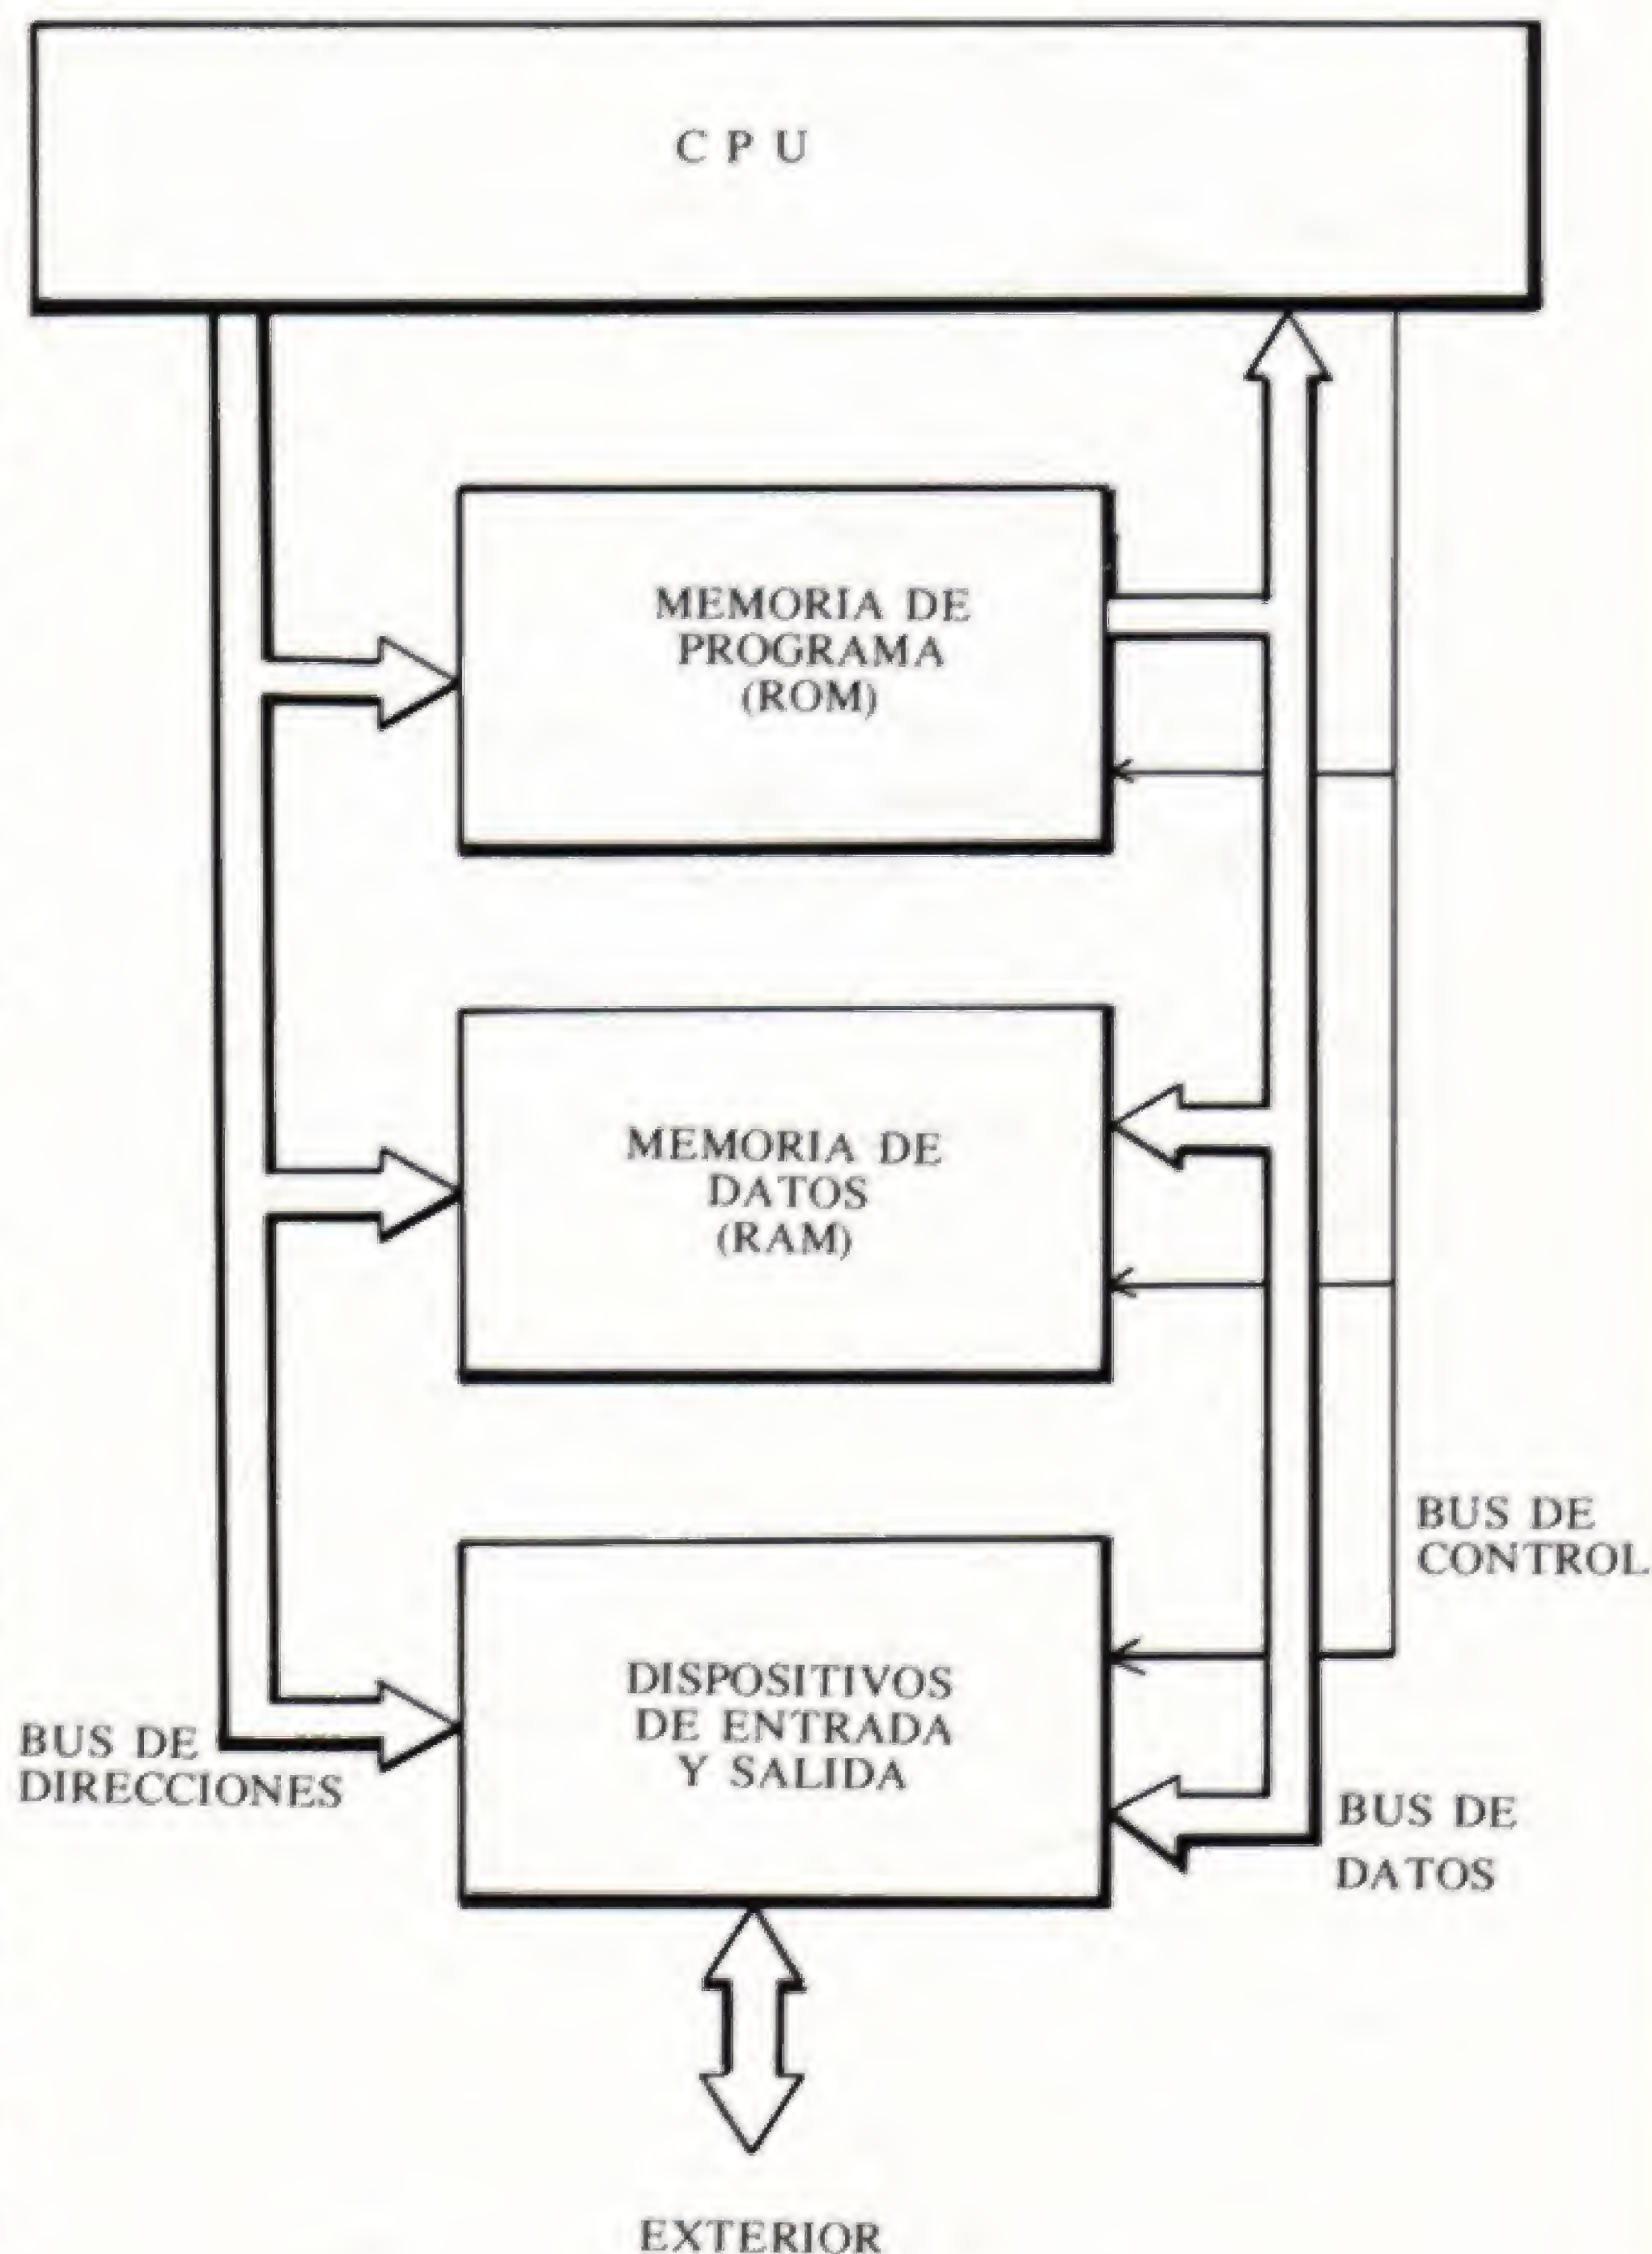 C P U
MEMORIA DE
PROGRAMA
(ROM)
MEMORIA DE
DATOS
(RAM)
BUS DE
CONTROL
DISPOSITIVOS
DE ENTRADA
Y SALIDA
BUS DE
DIRECCIONES
BUS DE
DATOS
EXTERIOR